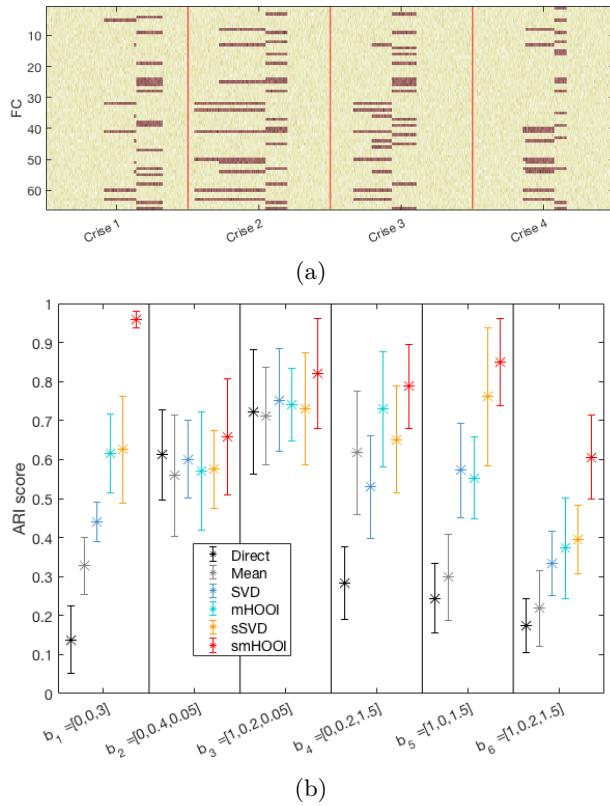 10
20
30
40
50
60
FC
Crise 1
Crise 2
Crise 3
Crise 4
(a)
1
0.9
0.8
0.7
0.6
0.5
0.4
0.3
0.2
0.1
0
ARI score
Direct
Mean
SVD
mHOOI
sSVD
smHOOI
b1 =[0,0,3]
b2 =[0,0.4,0.05]
b3 =[1,0.2,0.05]
b4 =[0,0.2,1.5]
b5 =[1,0,1.5]
b6 =[1,0.2,1.5]
(b)